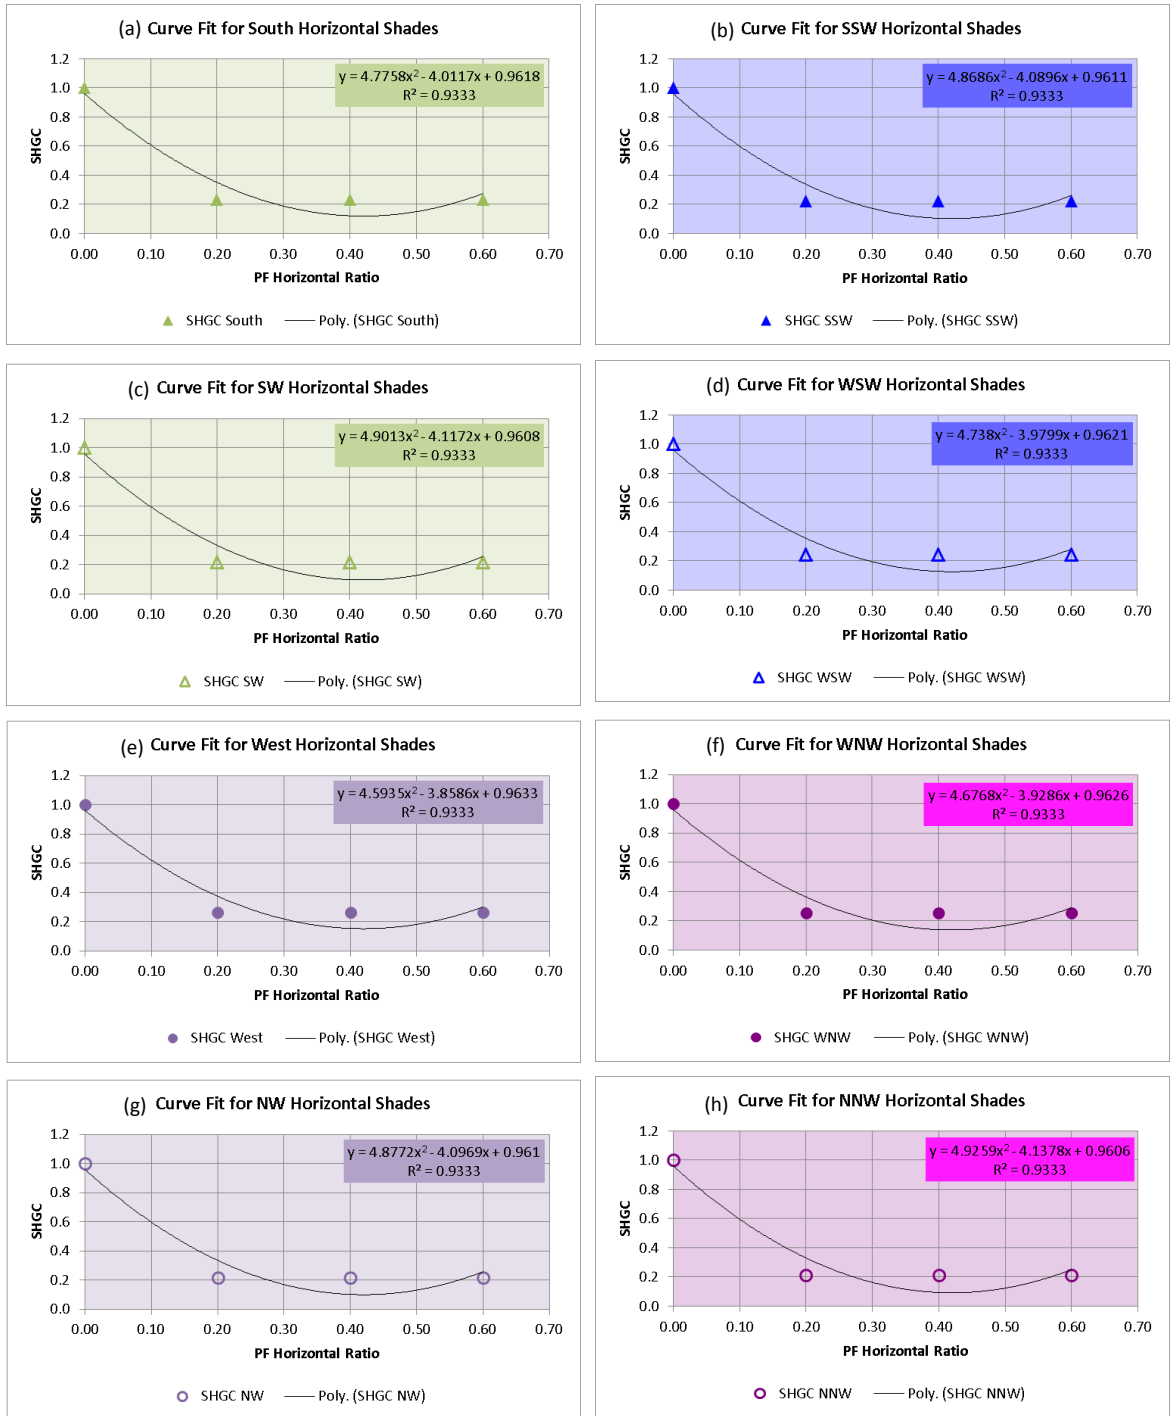 (a) Curve Fit for South Horizontal Shades
y = 4.7758x² - 4.0117x + 0.9618
R² = 0.9333
1.2
1.0
0.8
0.6
0.4
0.2
0.0
SHGC
0.00 0.10 0.20 0.30 0.40 0.50 0.60 0.70
PF Horizontal Ratio
SHGC South Poly. (SHGC South)
(b) Curve Fit for SSW Horizontal Shades
y = 4.8686x² - 4.0896x + 0.9611
R² = 0.9333
1.2
1.0
0.8
0.6
0.4
0.2
0.0
SHGC
0.00 0.10 0.20 0.30 0.40 0.50 0.60 0.70
PF Horizontal Ratio
SHGC SSW Poly. (SHGC SSW)
(c) Curve Fit for SW Horizontal Shades
y = 4.9013x² - 4.1172x + 0.9608
R² = 0.9333
1.2
1.0
0.8
0.6
0.4
0.2
0.0
SHGC
0.00 0.10 0.20 0.30 0.40 0.50 0.60 0.70
PF Horizontal Ratio
SHGC SW Poly. (SHGC SW)
(d) Curve Fit for WSW Horizontal Shades
y = 4.738x² - 3.9799x + 0.9621
R² = 0.9333
1.2
1.0
0.8
0.6
0.4
0.2
0.0
SHGC
0.00 0.10 0.20 0.30 0.40 0.50 0.60 0.70
PF Horizontal Ratio
SHGC WSW Poly. (SHGC WSW)
(e) Curve Fit for West Horizontal Shades
y = 4.5935x² - 3.8586x + 0.9633
R² = 0.9333
1.2
1.0
0.8
0.6
0.4
0.2
0.0
SHGC
0.00 0.10 0.20 0.30 0.40 0.50 0.60 0.70
PF Horizontal Ratio
SHGC West Poly. (SHGC West)
(f) Curve Fit for WNW Horizontal Shades
y = 4.6768x² - 3.9286x + 0.9626
R² = 0.9333
1.2
1.0
0.8
0.6
0.4
0.2
0.0
SHGC
0.00 0.10 0.20 0.30 0.40 0.50 0.60 0.70
PF Horizontal Ratio
SHGC WNW Poly. (SHGC WNW)
(g) Curve Fit for NW Horizontal Shades
y = 4.8772x² - 4.0969x + 0.961
R² = 0.9333
1.2
1.0
0.8
0.6
0.4
0.2
0.0
SHGC
0.00 0.10 0.20 0.30 0.40 0.50 0.60 0.70
PF Horizontal Ratio
SHGC NW Poly. (SHGC NW)
(h) Curve Fit for NNW Horizontal Shades
y = 4.9259x² - 4.1378x + 0.9606
R² = 0.9333
1.2
1.0
0.8
0.6
0.4
0.2
0.0
SHGC
0.00 0.10 0.20 0.30 0.40 0.50 0.60 0.70
PF Horizontal Ratio
SHGC NNW Poly. (SHGC NNW)